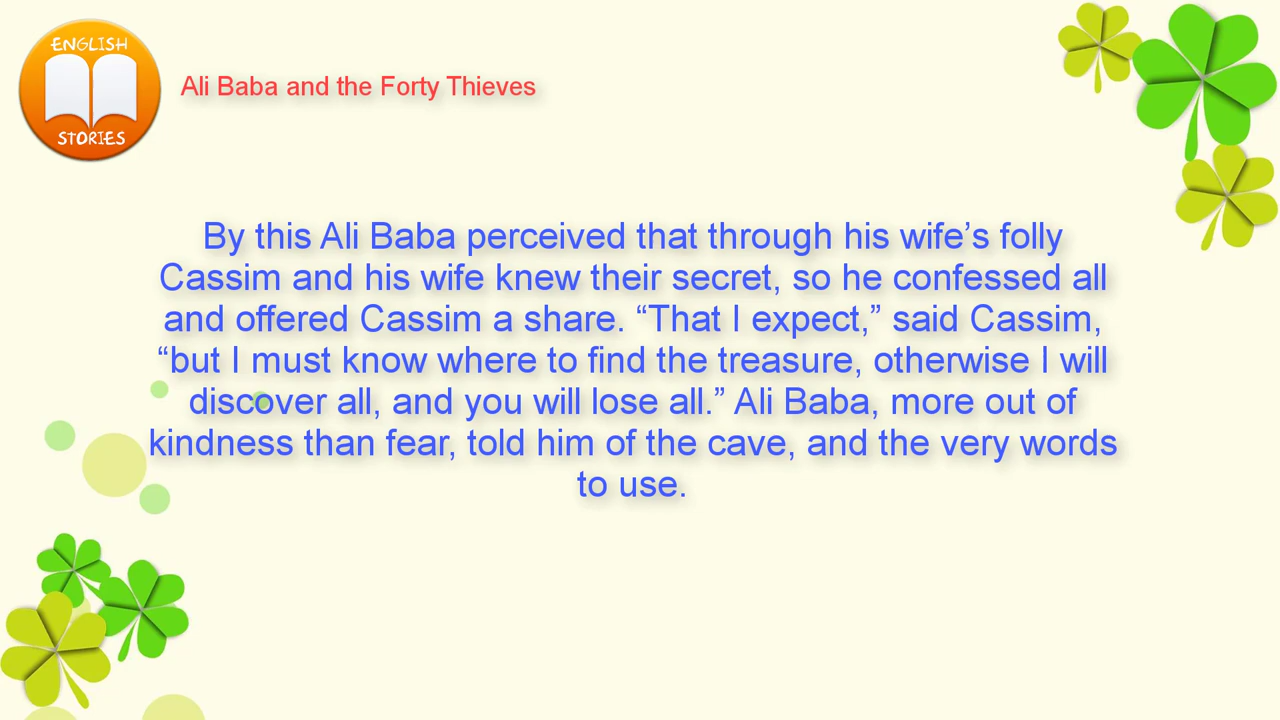 ENGLISH
STORIES
Ali Baba and the Forty Thieves
By this Ali Baba perceived that through his wife’s folly
Cassim and his wife knew their secret, so he confessed all
and offered Cassim a share. “That I expect,” said Cassim,
“but I must know where to find the treasure, otherwise I will
discover all, and you will lose all.” Ali Baba, more out of
kindness than fear, told him of the cave, and the very words
to use.